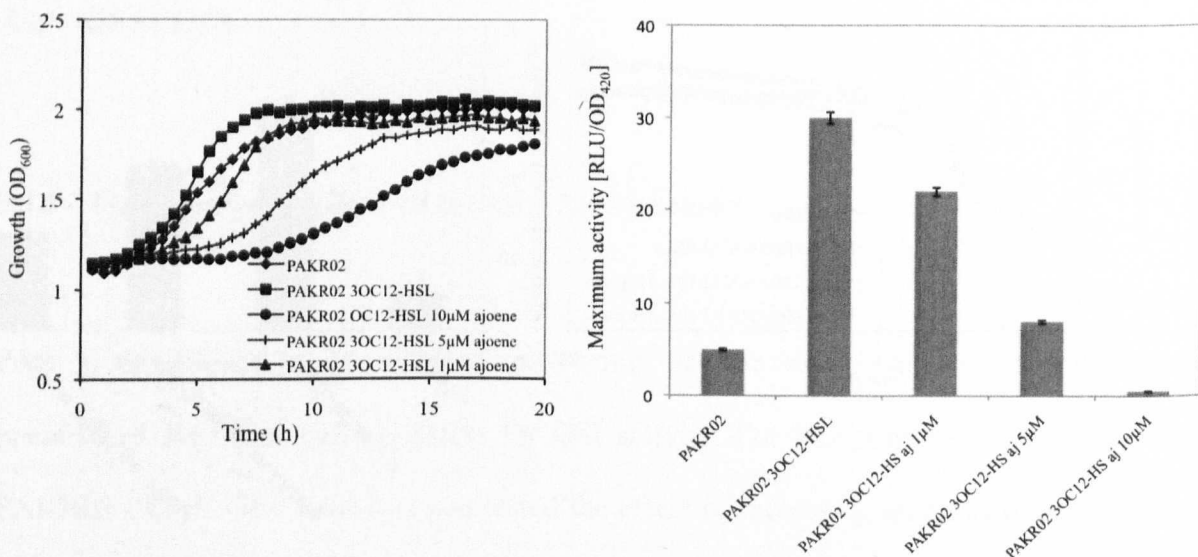 2.5
2
1.5
1
0.5
Growth (OD600)
PAKR02
PAKR02 3OC12-HSL
PAKR02 OC12-HSL 10µM ajoene
PAKR02 3OC12-HSL 5µM ajoene
PAKR02 3OC12-HSL 1µM ajoene
0
5
10
15
20
Time (h)
40
30
20
10
0
Maximum activity [RLU/OD420]
PAKR02
PAKR02 3OC12-HSL
PAKR02 3OC12-HS aj 1µM
PAKR02 3OC12-HS aj 5µM
PAKR02 3OC12-HS aj 10µM